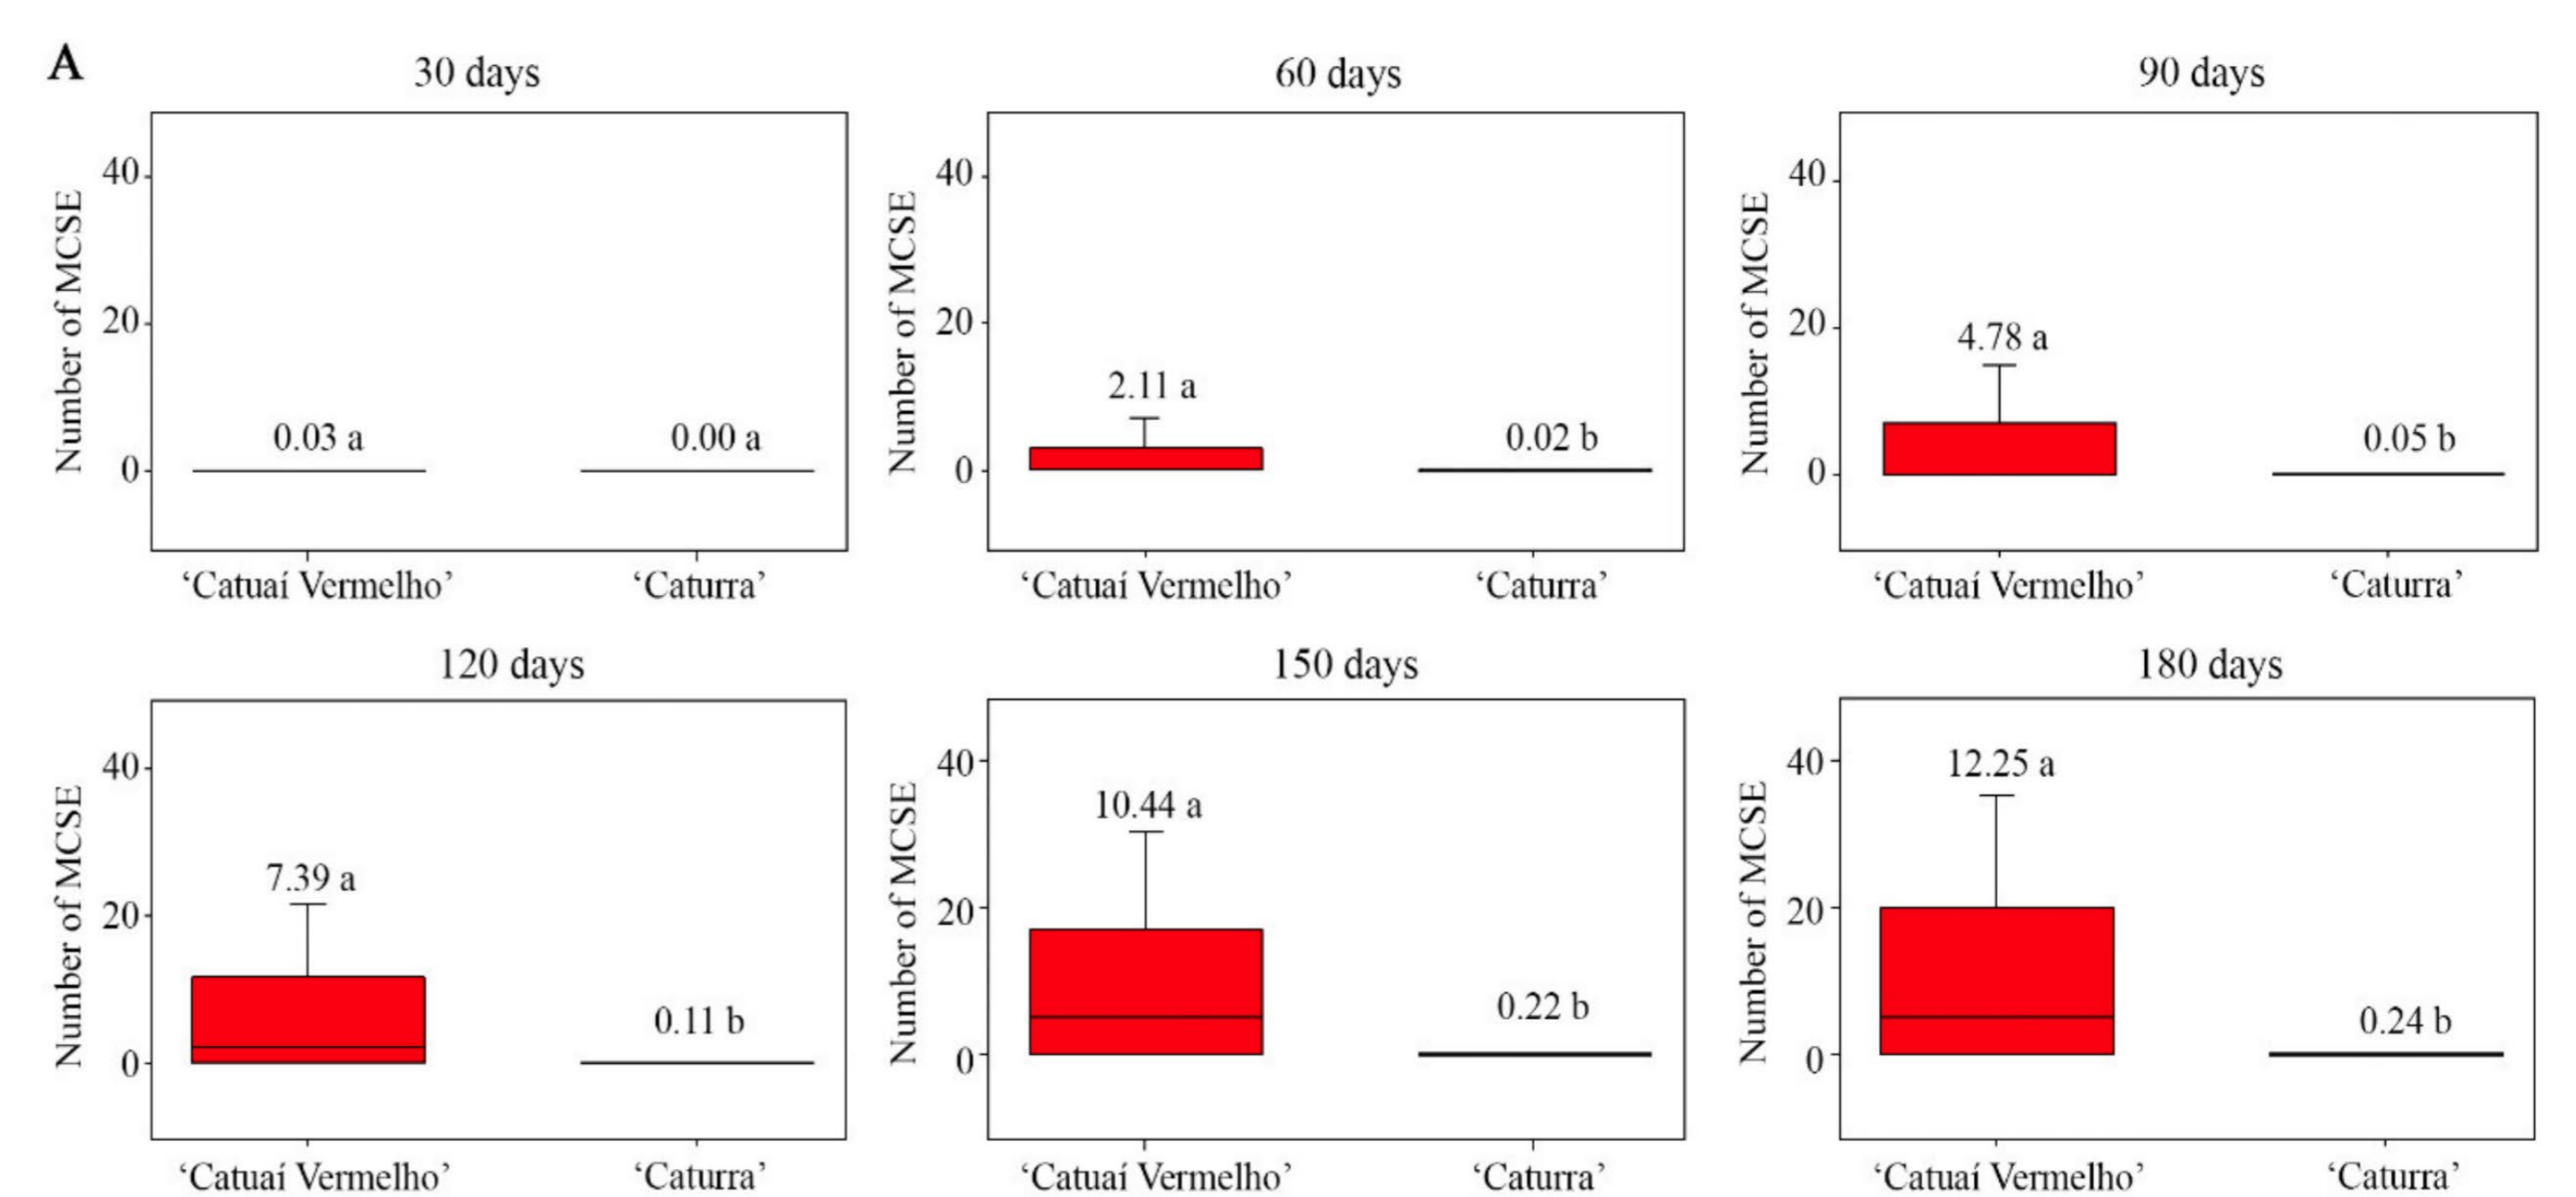 A
30 days
60 days
90 days
Number of MCSE
40
20
0
0.03 a
0.00 a
‘Catuaí Vermelho’
‘Caturra’
Number of MCSE
40
20
0
2.11 a
0.02 b
‘Catuaí Vermelho’
‘Caturra’
Number of MCSE
40
20
0
4.78 a
0.05 b
‘Catuaí Vermelho’
‘Caturra’
120 days
150 days
180 days
Number of MCSE
40
20
0
7.39 a
0.11 b
‘Catuaí Vermelho’
‘Caturra’
Number of MCSE
40
20
0
10.44 a
0.22 b
‘Catuaí Vermelho’
‘Caturra’
Number of MCSE
40
20
0
12.25 a
0.24 b
‘Catuaí Vermelho’
‘Caturra’